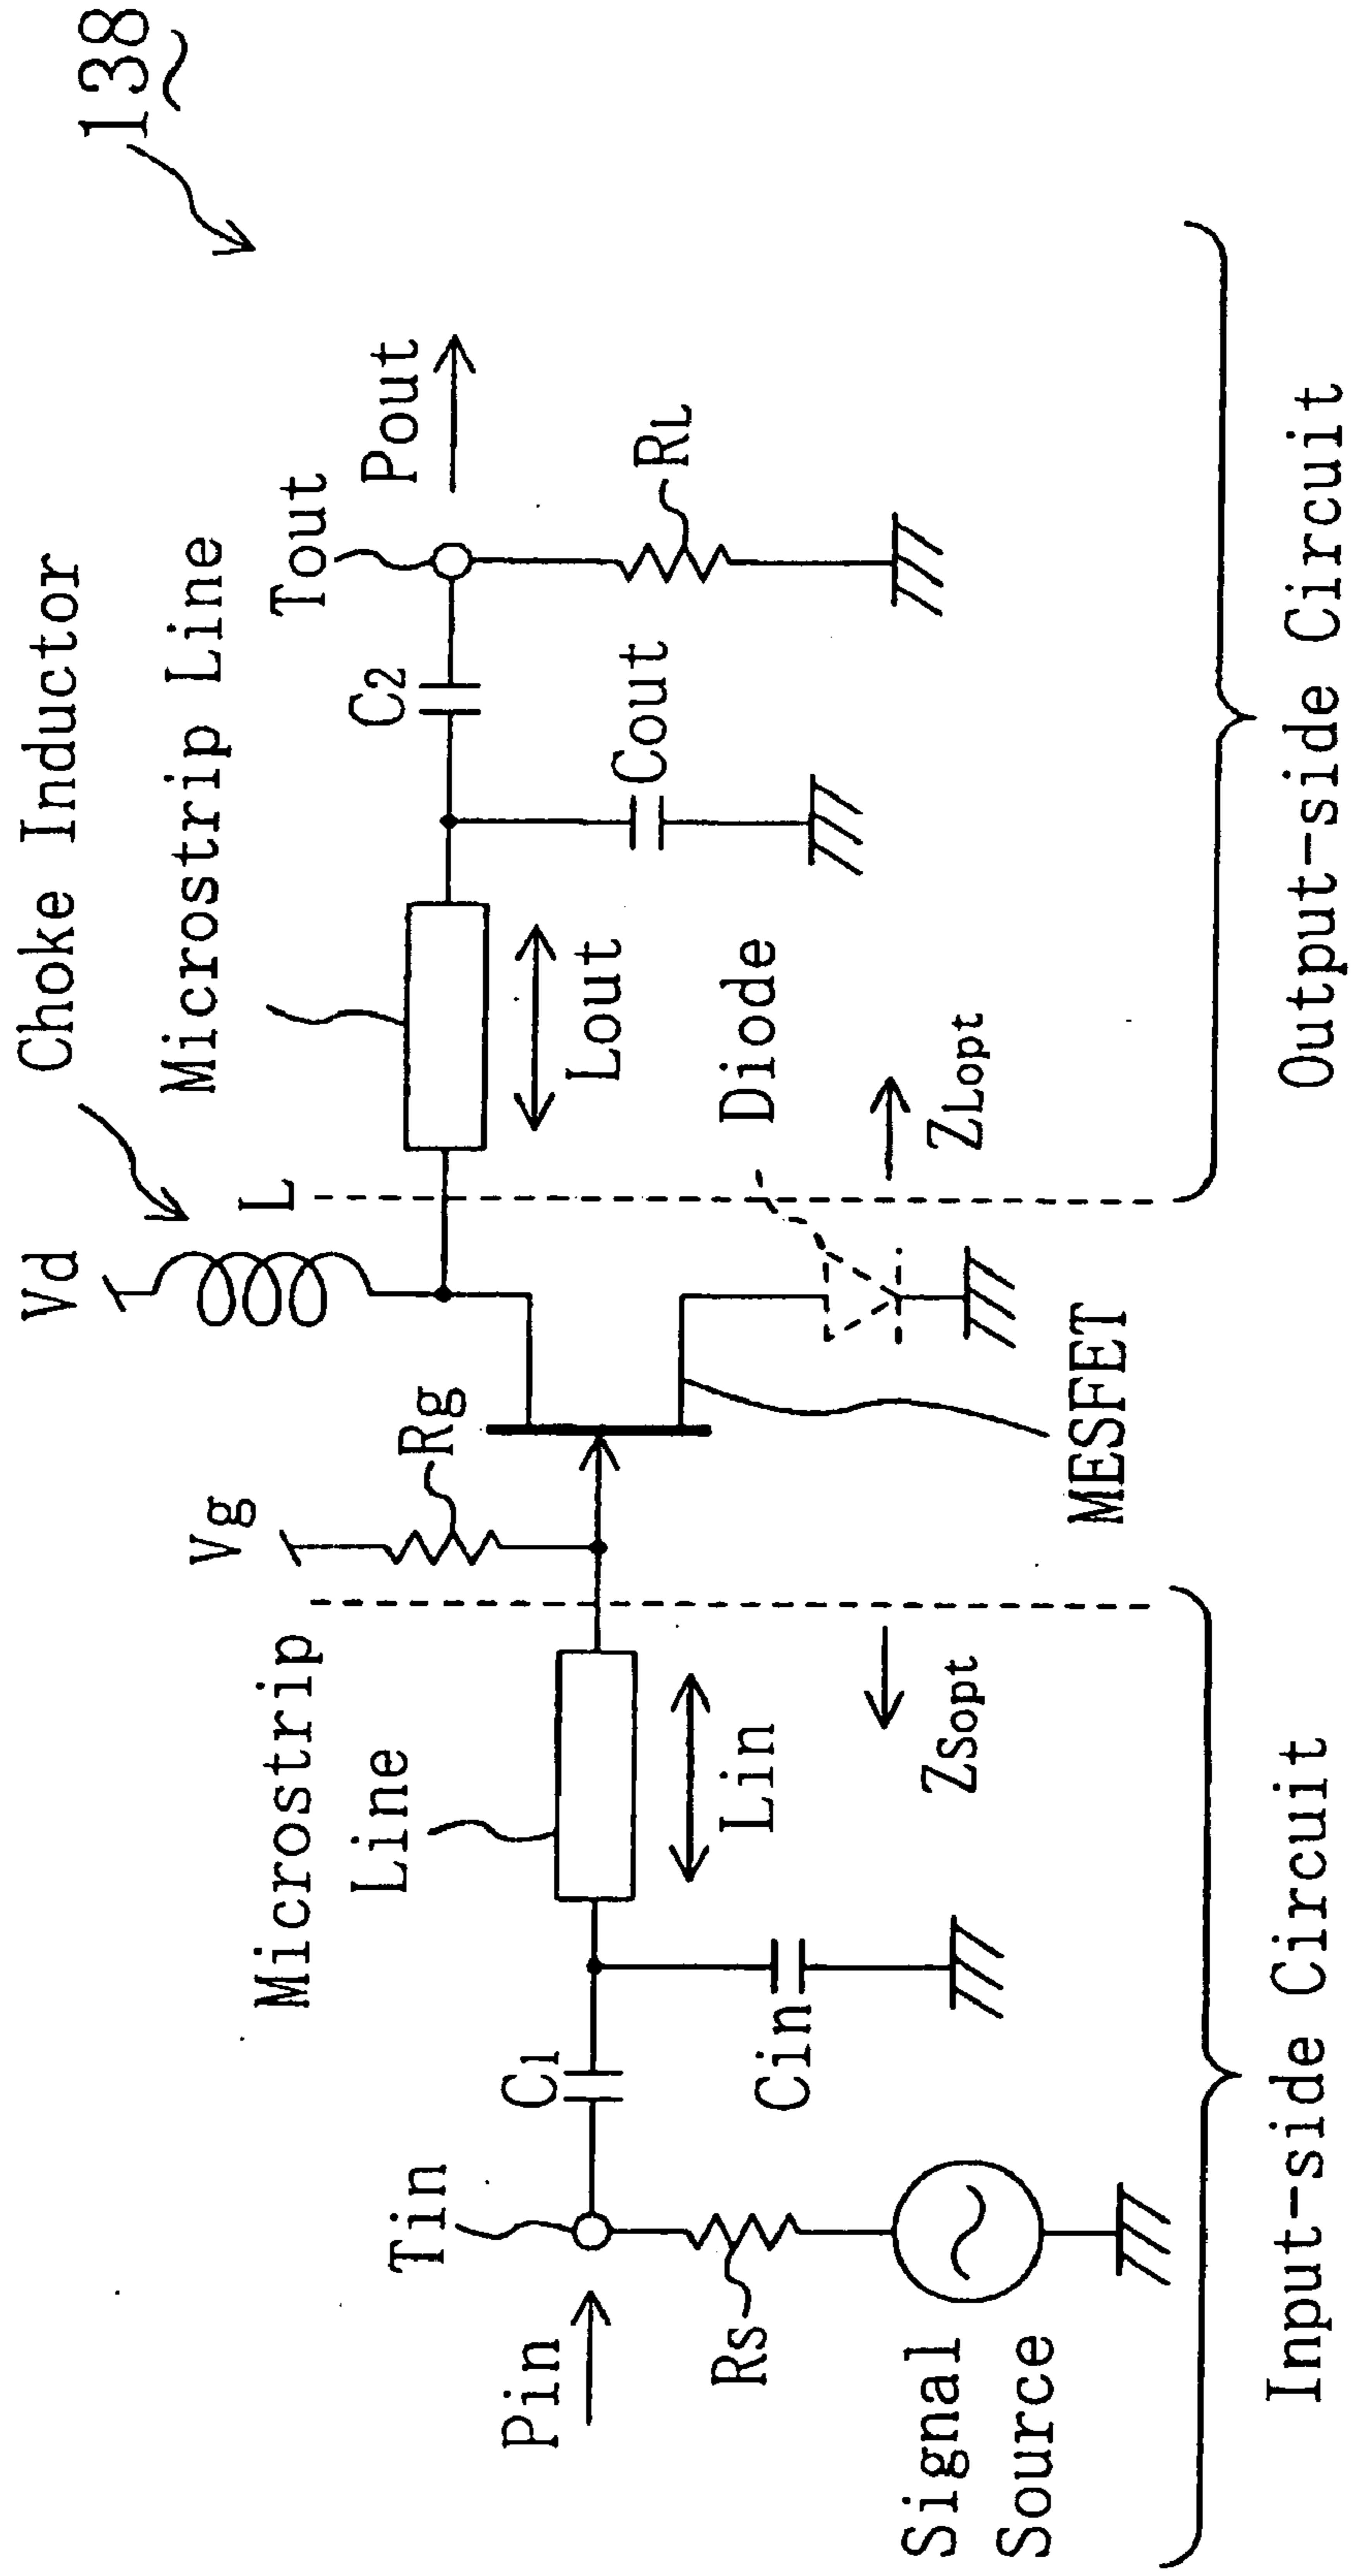 138
Choke Inductor
Vd
L
Microstrip Line
Tout
Pout
C2
RL
Cout
Lout
Diode
ZLopt
Vg
Rg
MESFET
Microstrip
Line
Lin
ZSopt
Tin
C1
Cin
Pin
Rs
Signal
Source
Input-side Circuit
Output-side Circuit